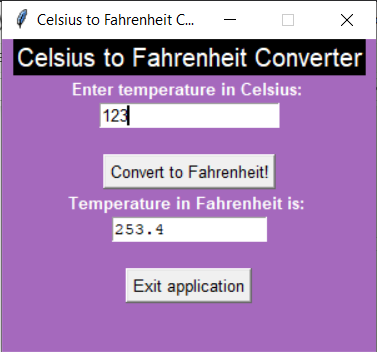 Celsius to Fahrenheit C...
Celsius to Fahrenheit Converter
Enter temperature in Celsius:
123
Convert to Fahrenheit!
Temperature in Fahrenheit is:
253.4
Exit application